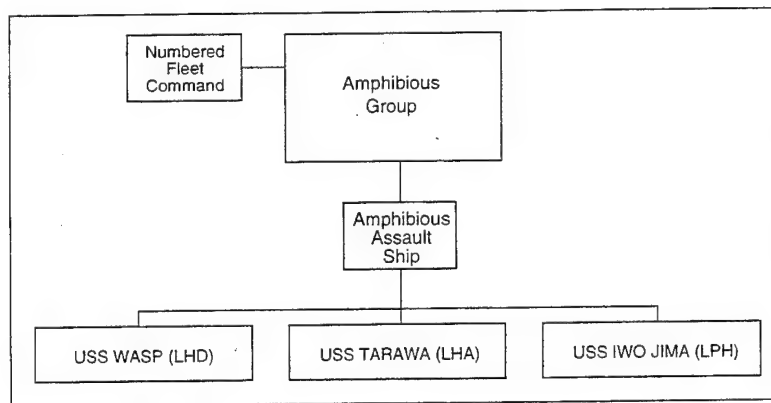 Numbered
Fleet
Command
Amphibious
Group
Amphibious
Assault
Ship
USS WASP (LHD)
USS TARAWA (LHA)
USS IWO JIMA (LPH)